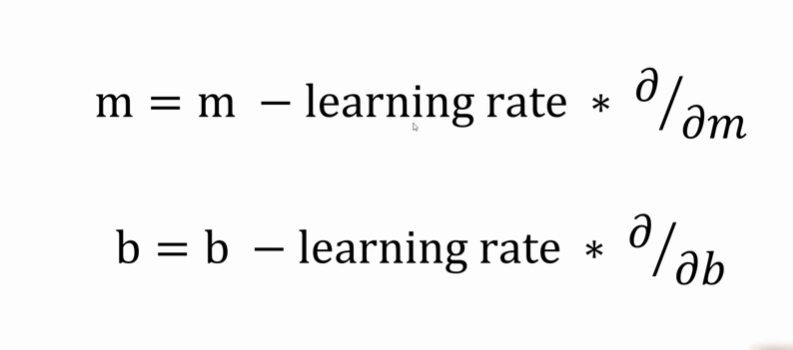 m = m − learning rate * ∂/∂m
b = b − learning rate * ∂/∂b